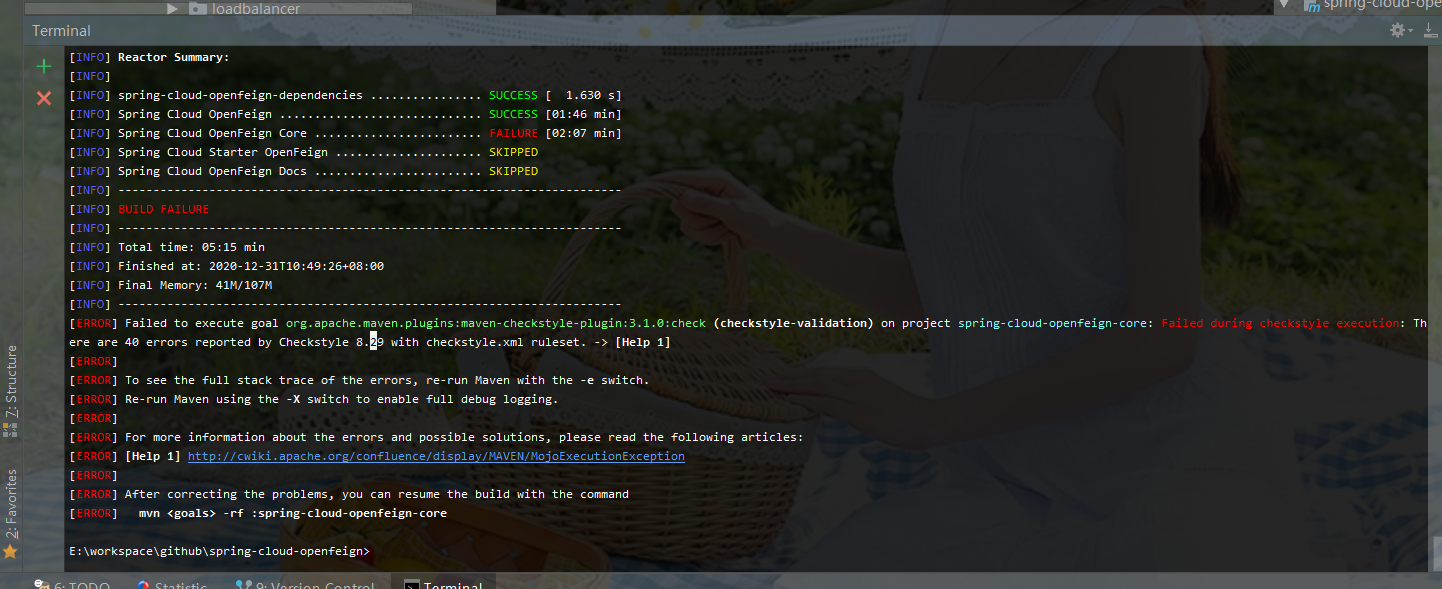 loadbalancer
spring-cloud-ope
Terminal
[INFO] Reactor Summary:
[INFO]
[INFO] spring-cloud-openfeign-dependencies ................ SUCCESS [  1.630 s]
[INFO] Spring Cloud OpenFeign ............................. SUCCESS [01:46 min]
[INFO] Spring Cloud OpenFeign Core ........................ FAILURE [02:07 min]
[INFO] Spring Cloud Starter OpenFeign ..................... SKIPPED
[INFO] Spring Cloud OpenFeign Docs ........................ SKIPPED
[INFO] ------------------------------------------------------------------------
[INFO] BUILD FAILURE
[INFO] ------------------------------------------------------------------------
[INFO] Total time: 05:15 min
[INFO] Finished at: 2020-12-31T10:49:26+08:00
[INFO] Final Memory: 41M/107M
[INFO] ------------------------------------------------------------------------
[ERROR] Failed to execute goal org.apache.maven.plugins:maven-checkstyle-plugin:3.1.0:check (checkstyle-validation) on project spring-cloud-openfeign-core: Failed during checkstyle execution: Th
ere are 40 errors reported by Checkstyle 8.29 with checkstyle.xml ruleset. -> [Help 1]
[ERROR]
[ERROR] To see the full stack trace of the errors, re-run Maven with the -e switch.
[ERROR] Re-run Maven using the -X switch to enable full debug logging.
[ERROR]
[ERROR] For more information about the errors and possible solutions, please read the following articles:
[ERROR] [Help 1] http://cwiki.apache.org/confluence/display/MAVEN/MojoExecutionException
[ERROR]
[ERROR] After correcting the problems, you can resume the build with the command
[ERROR]   mvn <goals> -rf :spring-cloud-openfeign-core
E:\workspace\github\spring-cloud-openfeign>
Z: Structure
2: Favorites
6: TODO
Statistic
9: Version Control
Terminal